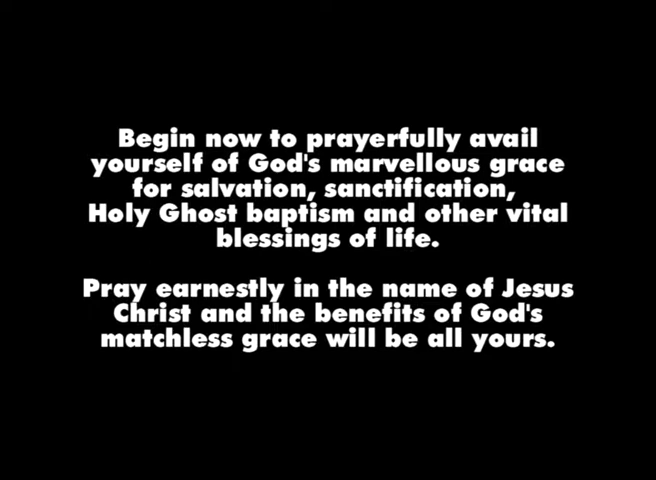 Begin now to prayerfully avail
yourself of God's marvellous grace
for salvation, sanctification,
Holy Ghost baptism and other vital
blessings of life.
Pray earnestly in the name of Jesus
Christ and the benefits of God's
matchless grace will be all yours.